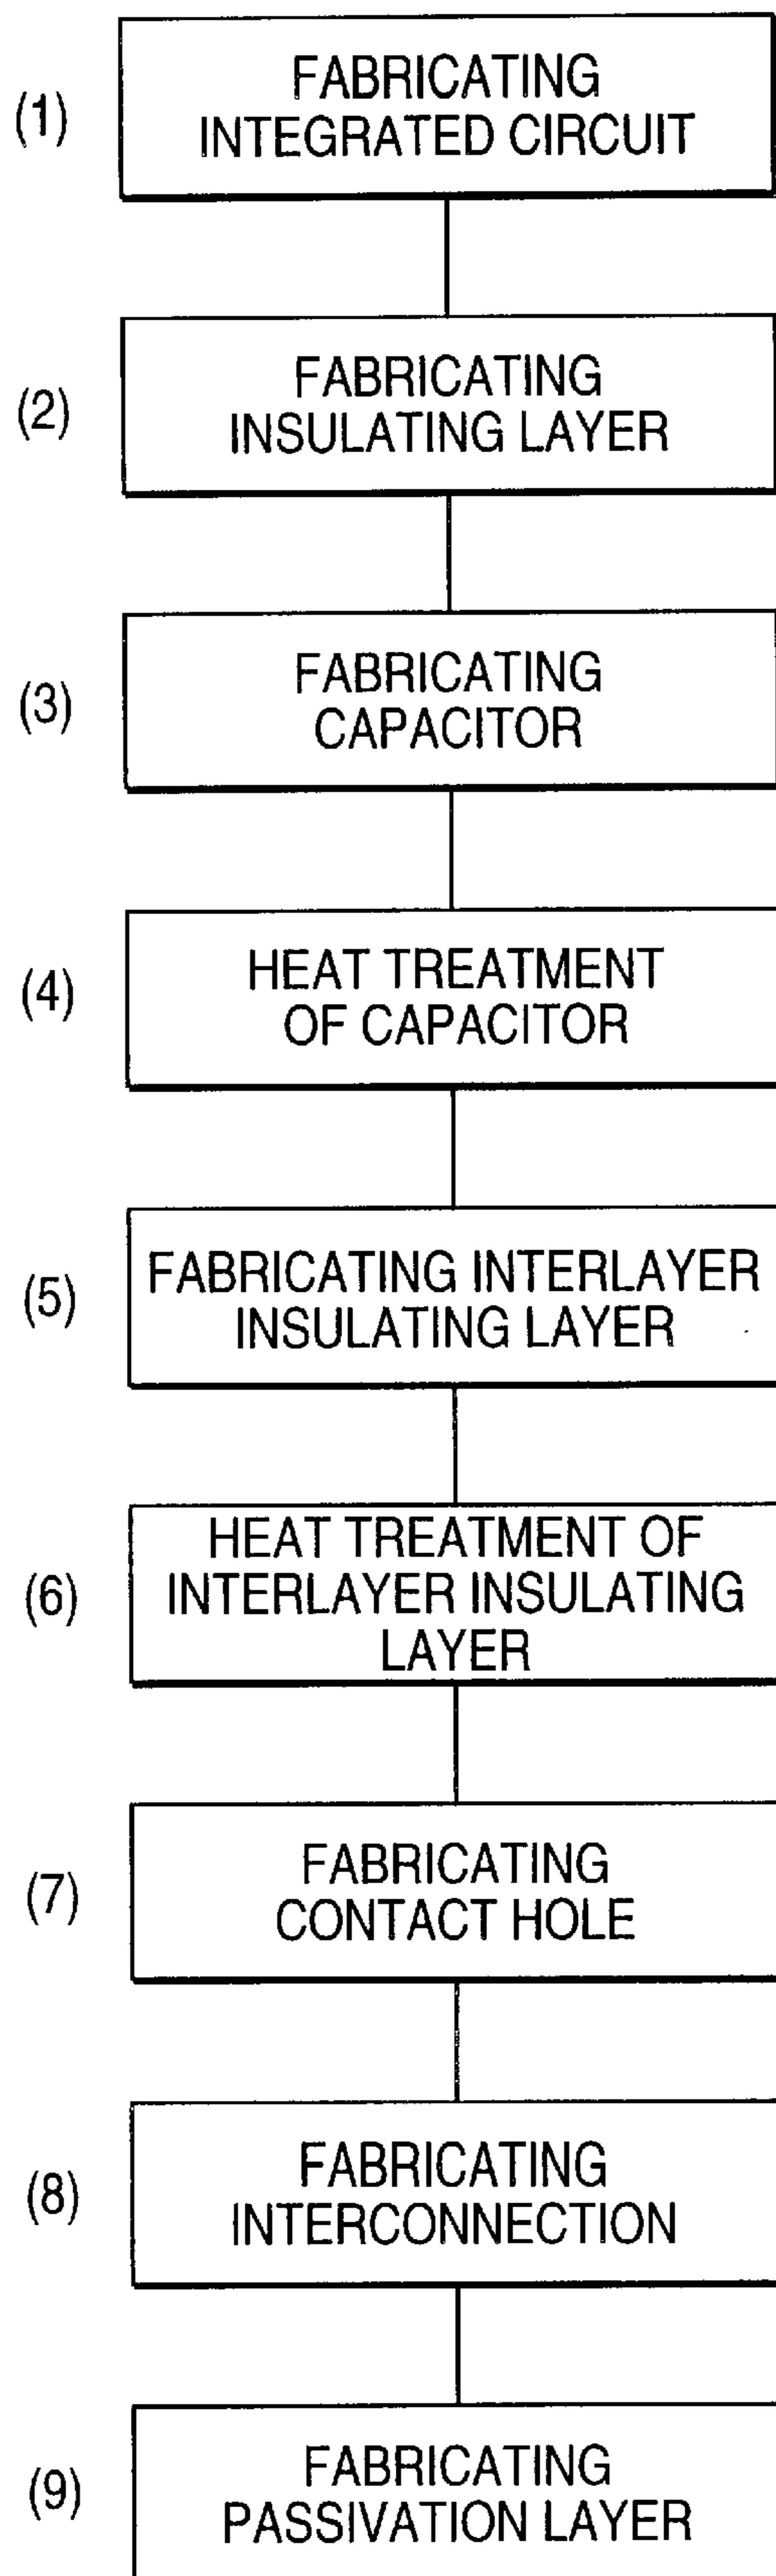 (1)
FABRICATING
INTEGRATED CIRCUIT
(2)
FABRICATING
INSULATING LAYER
(3)
FABRICATING
CAPACITOR
(4)
HEAT TREATMENT
OF CAPACITOR
(5)
FABRICATING INTERLAYER
INSULATING LAYER
(6)
HEAT TREATMENT OF
INTERLAYER INSULATING
LAYER
(7)
FABRICATING
CONTACT HOLE
(8)
FABRICATING
INTERCONNECTION
(9)
FABRICATING
PASSIVATION LAYER